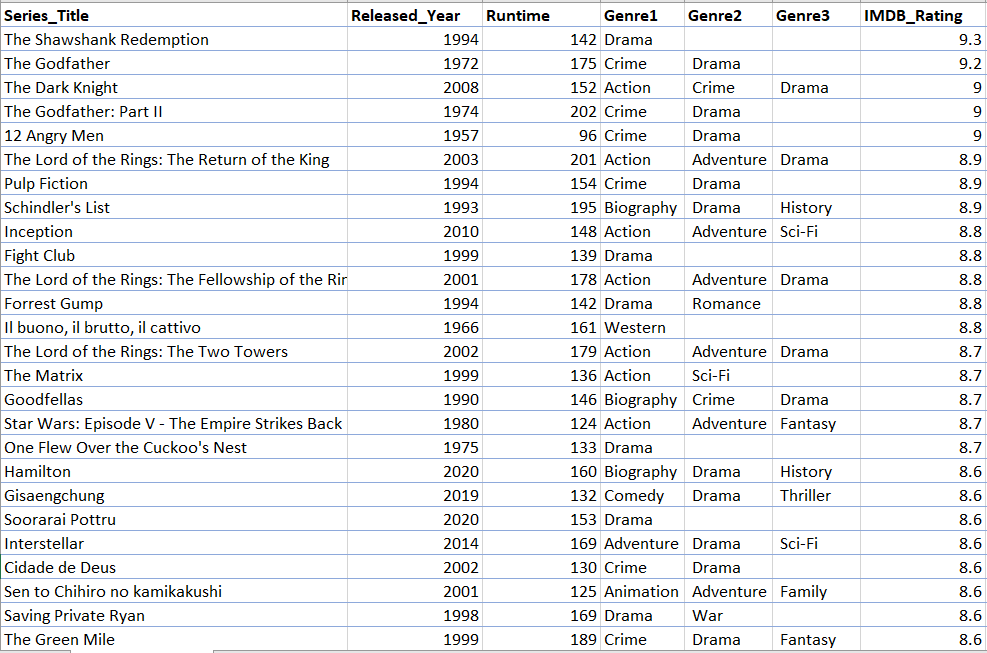 Series_Title Released_Year Runtime Genre1 Genre2 Genre3 IMDB_Rating
The Shawshank Redemption 1994 142 Drama 9.3
The Godfather 1972 175 Crime Drama 9.2
The Dark Knight 2008 152 Action Crime Drama 9
The Godfather: Part II 1974 202 Crime Drama 9
12 Angry Men 1957 96 Crime Drama 9
The Lord of the Rings: The Return of the King 2003 201 Action Adventure Drama 8.9
Pulp Fiction 1994 154 Crime Drama 8.9
Schindler's List 1993 195 Biography Drama History 8.9
Inception 2010 148 Action Adventure Sci-Fi 8.8
Fight Club 1999 139 Drama 8.8
The Lord of the Rings: The Fellowship of the Rir 2001 178 Action Adventure Drama 8.8
Forrest Gump 1994 142 Drama Romance 8.8
Il buono, il brutto, il cattivo 1966 161 Western 8.8
The Lord of the Rings: The Two Towers 2002 179 Action Adventure Drama 8.7
The Matrix 1999 136 Action Sci-Fi 8.7
Goodfellas 1990 146 Biography Crime Drama 8.7
Star Wars: Episode V - The Empire Strikes Back 1980 124 Action Adventure Fantasy 8.7
One Flew Over the Cuckoo's Nest 1975 133 Drama 8.7
Hamilton 2020 160 Biography Drama History 8.6
Gisaengchung 2019 132 Comedy Drama Thriller 8.6
Soorarai Pottru 2020 153 Drama 8.6
Interstellar 2014 169 Adventure Drama Sci-Fi 8.6
Cidade de Deus 2002 130 Crime Drama 8.6
Sen to Chihiro no kamikakushi 2001 125 Animation Adventure Family 8.6
Saving Private Ryan 1998 169 Drama War 8.6
The Green Mile 1999 189 Crime Drama Fantasy 8.6